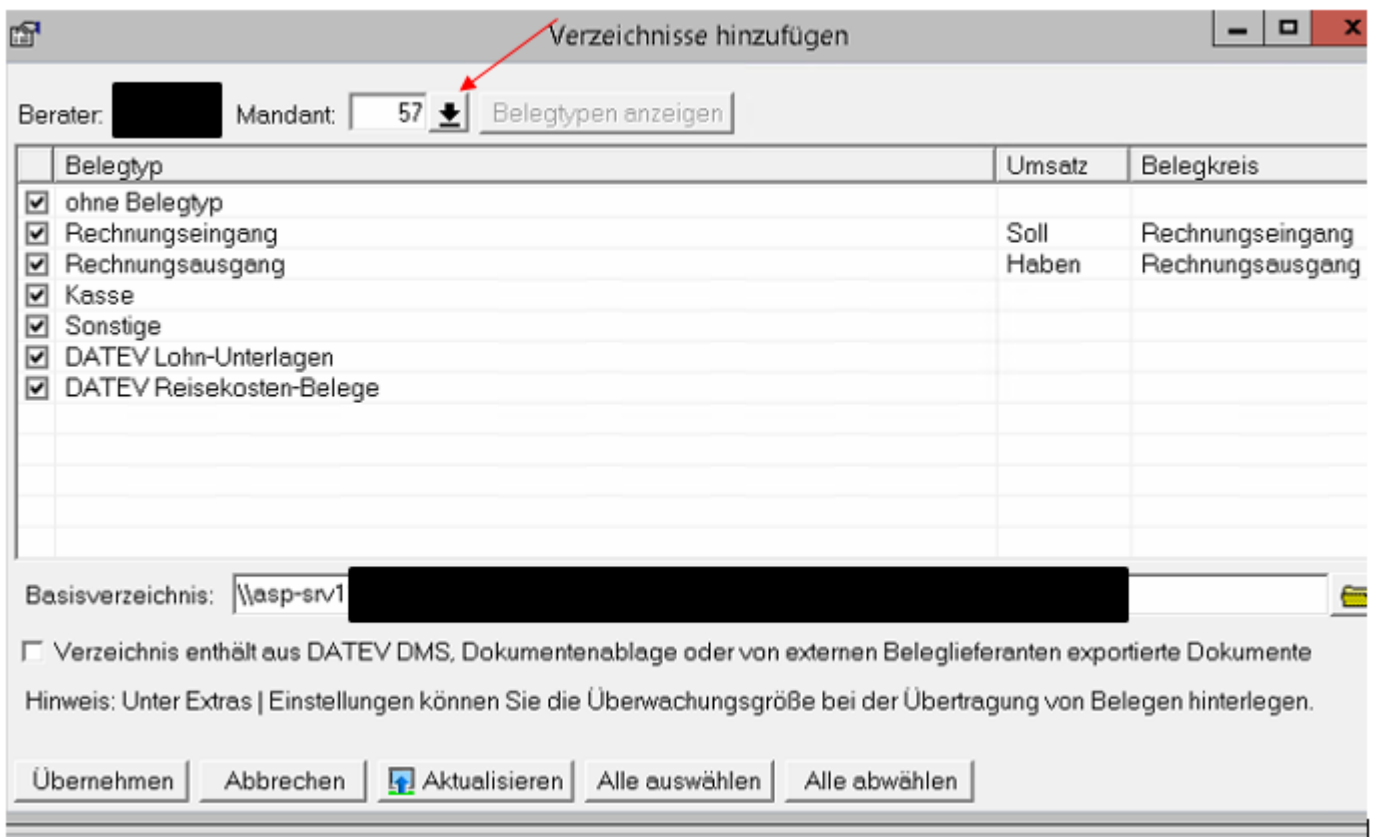 Verzeichnisse hinzufügen
Berater: Mandant: 57 Belegtypen anzeigen
Belegtyp Umsatz Belegkreis
ohne Belegtyp
Rechnungseingang Soll Rechnungseingang
Rechnungsausgang Haben Rechnungsausgang
Kasse
Sonstige
DATEV Lohn-Unterlagen
DATEV Reisekosten-Belege
Basisverzeichnis: \\asp-srv1
Verzeichnis enthält aus DATEV DMS, Dokumentenablage oder von externen Beleglieferanten exportierte Dokumente
Hinweis: Unter Extras | Einstellungen können Sie die Überwachungsgröße bei der Übertragung von Belegen hinterlegen.
Übernehmen Abbrechen Aktualisieren Alle auswählen Alle abwählen